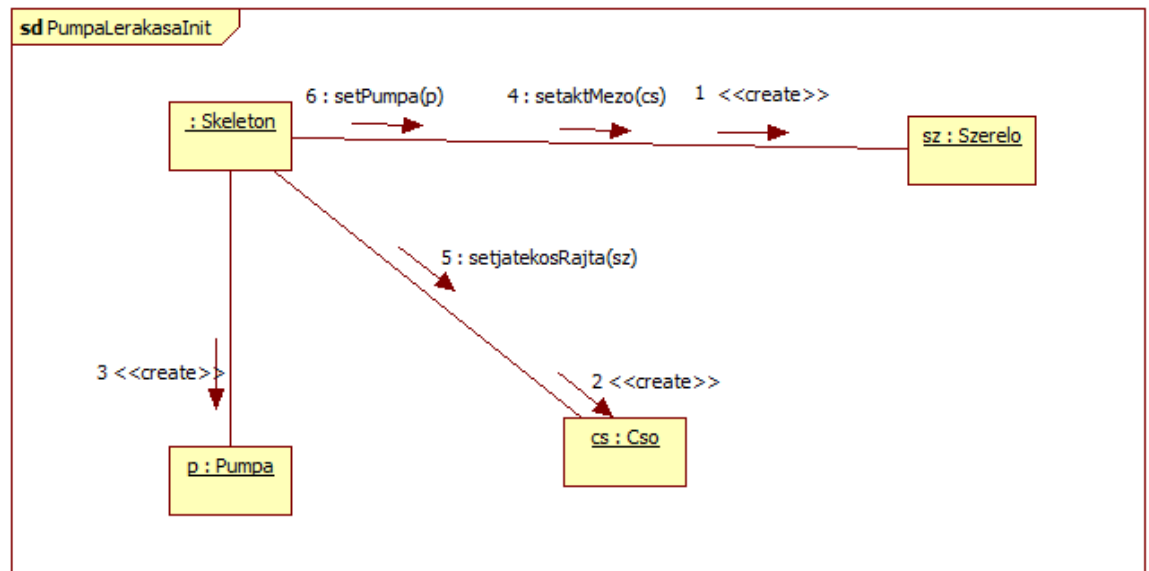 sd PumpaLerakasaInit
6 : setPumpa(p)
4 : setaktMezo(cs)
1 <<create>>
: Skeleton
sz : Szerelo
5 : setjatekosRajta(sz)
3 <<create>>
2 <<create>>
cs : Cso
p : Pumpa